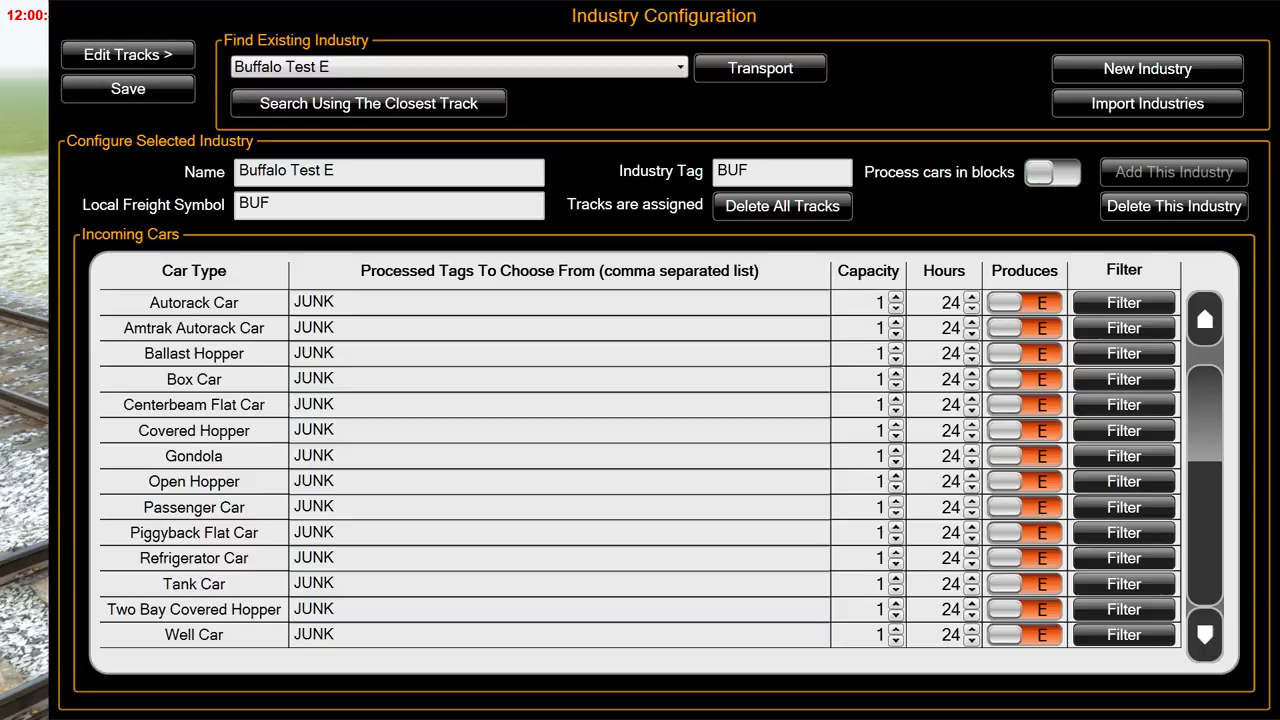 12:00:
Industry Configuration
Edit Tracks >
Save
Find Existing Industry
Buffalo Test E
Transport
New Industry
Search Using The Closest Track
Import Industries
Configure Selected Industry
Name Buffalo Test E Industry Tag BUF Process cars in blocks Add This Industry
Local Freight Symbol BUF Tracks are assigned Delete All Tracks Delete This Industry
Incoming Cars
Car Type Processed Tags To Choose From (comma separated list) Capacity Hours Produces Filter
Autorack Car JUNK 1 24 E Filter
Amtrak Autorack Car JUNK 1 24 E Filter
Ballast Hopper JUNK 1 24 E Filter
Box Car JUNK 1 24 E Filter
Centerbeam Flat Car JUNK 1 24 E Filter
Covered Hopper JUNK 1 24 E Filter
Gondola JUNK 1 24 E Filter
Open Hopper JUNK 1 24 E Filter
Passenger Car JUNK 1 24 E Filter
Piggyback Flat Car JUNK 1 24 E Filter
Refrigerator Car JUNK 1 24 E Filter
Tank Car JUNK 1 24 E Filter
Two Bay Covered Hopper JUNK 1 24 E Filter
Well Car JUNK 1 24 E Filter